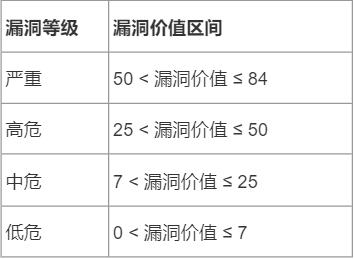 漏洞等级 漏洞价值区间
严重 50 < 漏洞价值 ≤ 84
高危 25 < 漏洞价值 ≤ 50
中危 7 < 漏洞价值 ≤ 25
低危 0 < 漏洞价值 ≤ 7